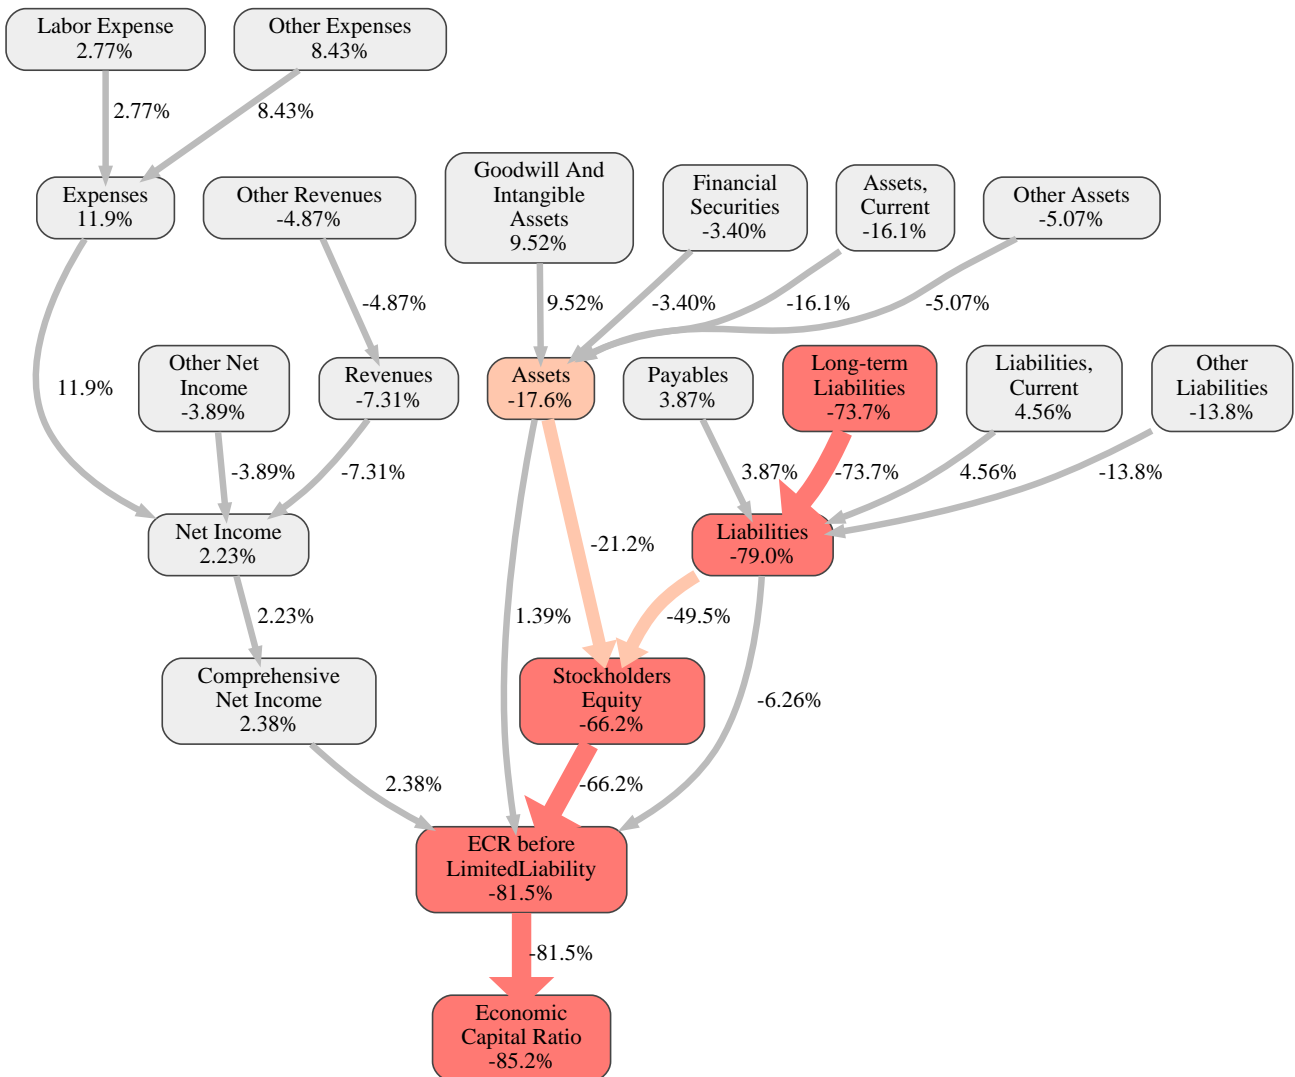 Labor Expense
2.77%
Other Expenses
8.43%
2.77%
8.43%
Expenses
11.9%
Other Revenues
-4.87%
Goodwill And
Intangible
Assets
9.52%
Financial
Securities
-3.40%
Assets,
Current
-16.1%
Other Assets
-5.07%
-4.87%
9.52%
-3.40%
-16.1%
-5.07%
11.9%
Other Net
Income
-3.89%
Revenues
-7.31%
Assets
-17.6%
Payables
3.87%
Long-term
Liabilities
-73.7%
Liabilities,
Current
4.56%
Other
Liabilities
-13.8%
-3.89%
-7.31%
3.87%
-73.7%
4.56%
-13.8%
Net Income
2.23%
-21.2%
Liabilities
-79.0%
2.23%
1.39%
-49.5%
Comprehensive
Net Income
2.38%
Stockholders
Equity
-66.2%
-6.26%
2.38%
-66.2%
ECR before
LimitedLiability
-81.5%
-81.5%
Economic
Capital Ratio
-85.2%